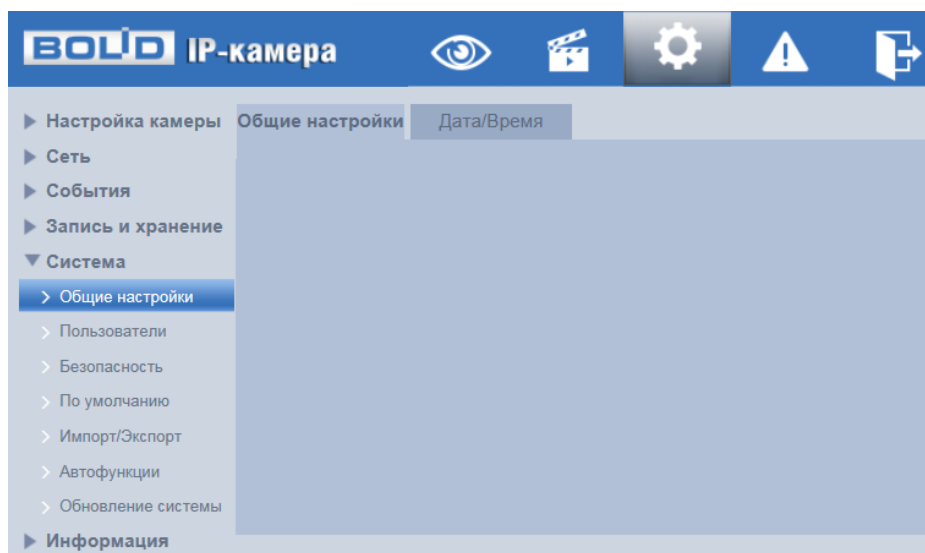 BOLID IP-камера
Настройка камеры
Общие настройки
Дата/Время
Сеть
События
Запись и хранение
Система
Общие настройки
Пользователи
Безопасность
По умолчанию
Импорт/Экспорт
Автофункции
Обновление системы
Информация